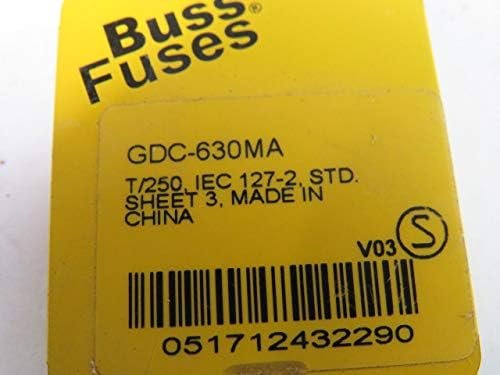 Buss®
Fuses
GDC-630MA
T/250, IEC 127-2, STD.
SHEET 3, MADE IN
CHINA
V03 S
051712432290